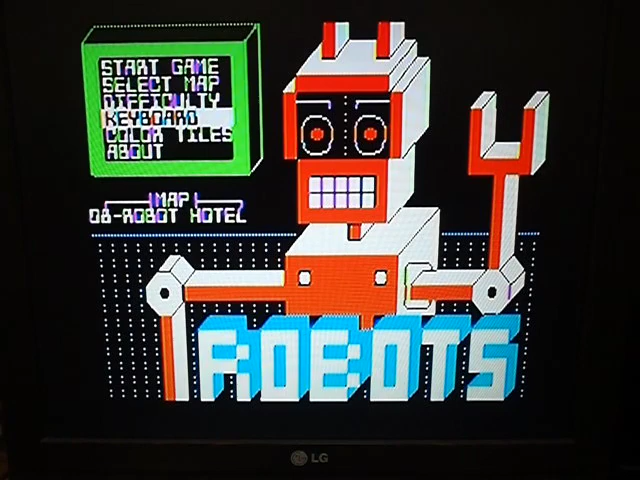 START GAME
SELECT MAP
DIFFICULTY
KEYBOARD
COLOR TILES
ABOUT
MAP
08-ROBOT HOTEL
ROBOTS
LG